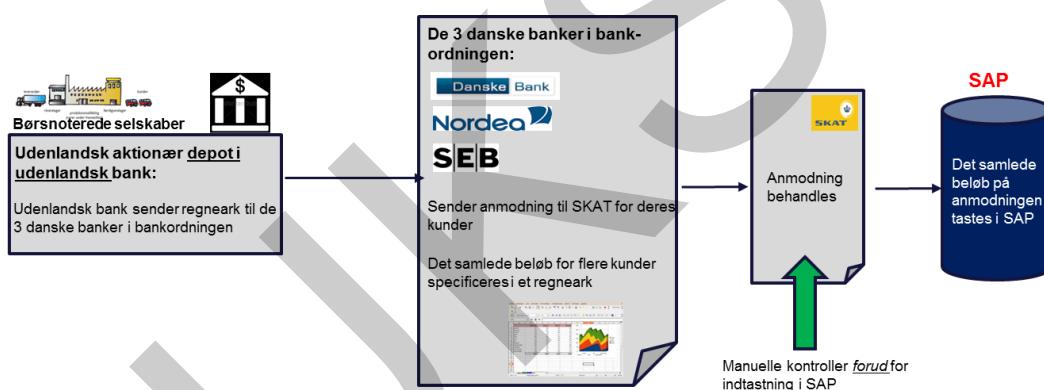 Børsnoterede selskaber
$
Udenlandsk aktionær depot i
udenlandsk bank:
Udenlandsk bank sender regneark til de
3 danske banker i bankordningen
De 3 danske banker i bank-
ordningen:
Danske Bank
Nordea
SEB
Sender anmodning til SKAT for deres
kunder
Det samlede beløb for flere kunder
specificeres i et regneark
SKAT
Anmodning
behandles
Manuelle kontroller forud for
indtastning i SAP
SAP
Det samlede
beløb på
anmodningen
tastes i SAP